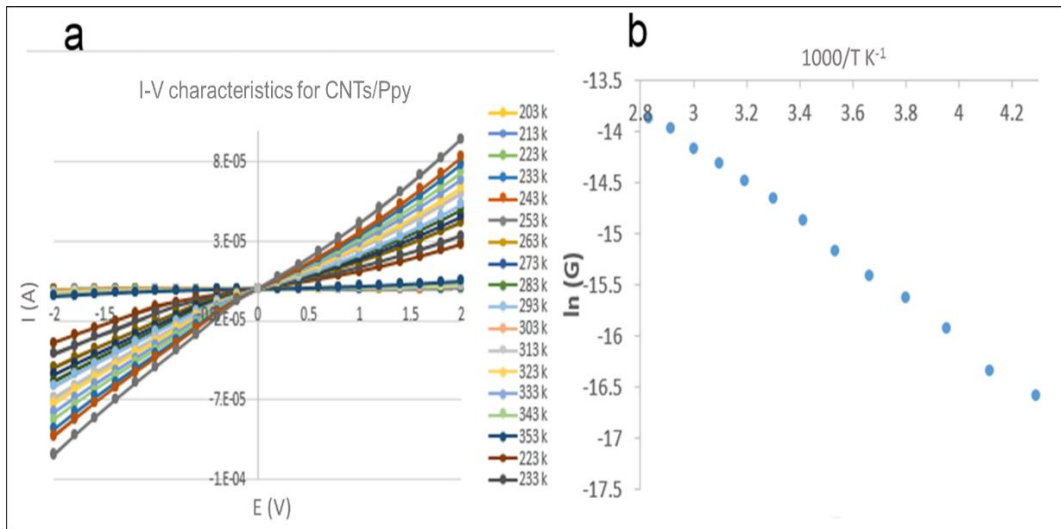 a
I-V characteristics for CNTs/Ppy
8.E-05
3.E-05
I (A)
-2 -1.5 -0.5 0 0.5 1 1.5 2
-2.E-05
-7.E-05
-1.E-04
E (V)
203 k
213 k
223 k
233 k
243 k
253 k
263 k
273 k
283 k
293 k
303 k
313 k
323 k
333 k
343 k
353 k
223 k
233 k
b
1000/T K⁻¹
-13.5
2.8 3 3.2 3.4 3.6 3.8 4 4.2
-14
-14.5
-15
-15.5
-16
-16.5
-17
-17.5
ln (G)